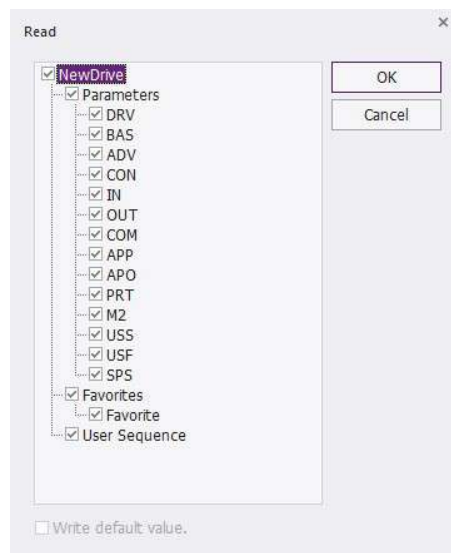 Read
NewDrive
Parameters
DRV
BAS
ADV
CON
IN
OUT
COM
APP
APO
PRT
M2
USS
USF
SPS
Favorites
Favorite
User Sequence
OK
Cancel
Write default value.